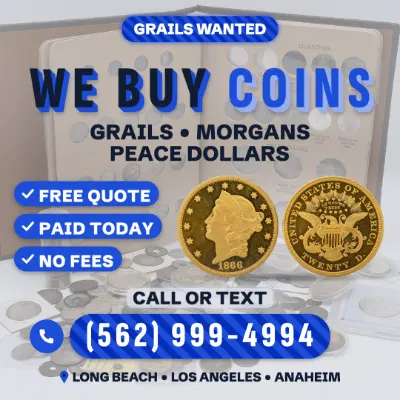 GRAILS WANTED
WE BUY COINS
GRAILS • MORGANS
PEACE DOLLARS
FREE QUOTE
PAID TODAY
NO FEES
1866
UNITED STATES OF AMERICA
TWENTY D.
CALL OR TEXT
(562) 999-4994
LONG BEACH • LOS ANGELES • ANAHEIM